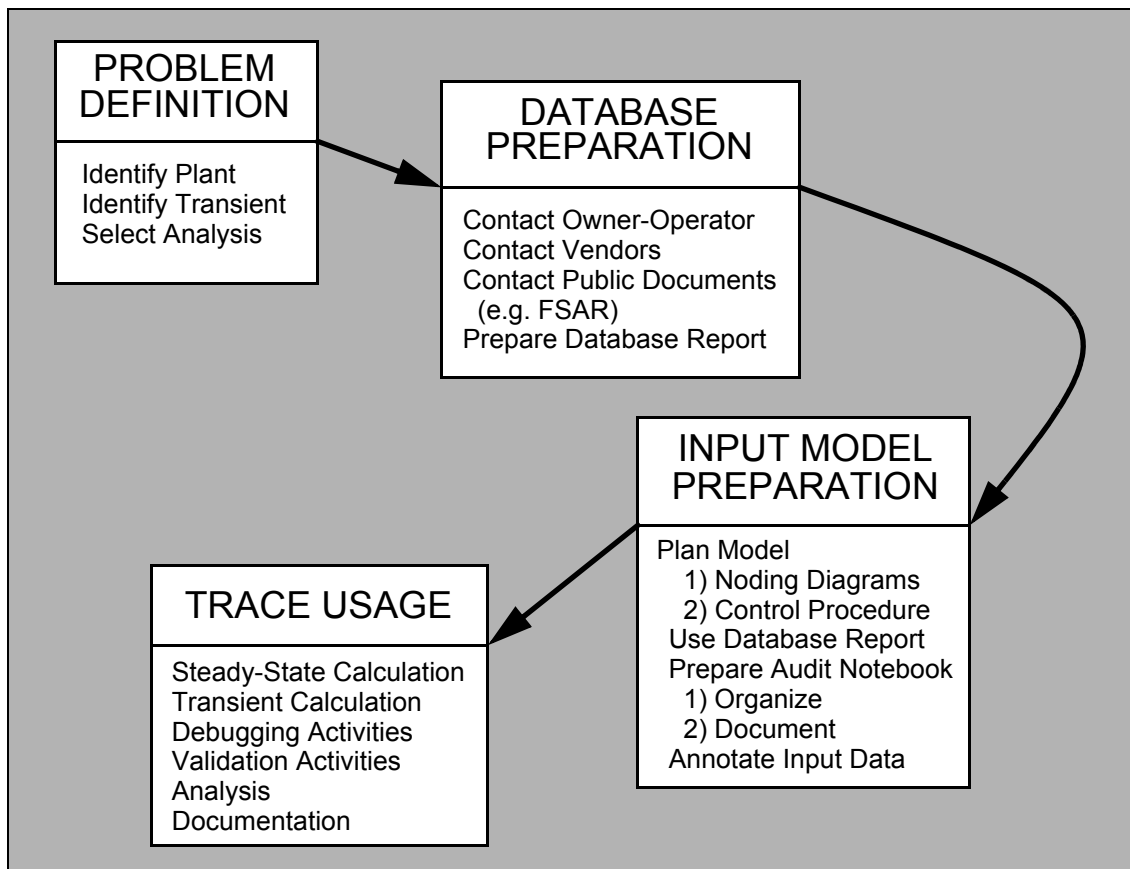 PROBLEM
DEFINITION
Identify Plant
Identify Transient
Select Analysis
DATABASE
PREPARATION
Contact Owner-Operator
Contact Vendors
Contact Public Documents
(e.g. FSAR)
Prepare Database Report
INPUT MODEL
PREPARATION
Plan Model
1) Noding Diagrams
2) Control Procedure
Use Database Report
Prepare Audit Notebook
1) Organize
2) Document
Annotate Input Data
TRACE USAGE
Steady-State Calculation
Transient Calculation
Debugging Activities
Validation Activities
Analysis
Documentation